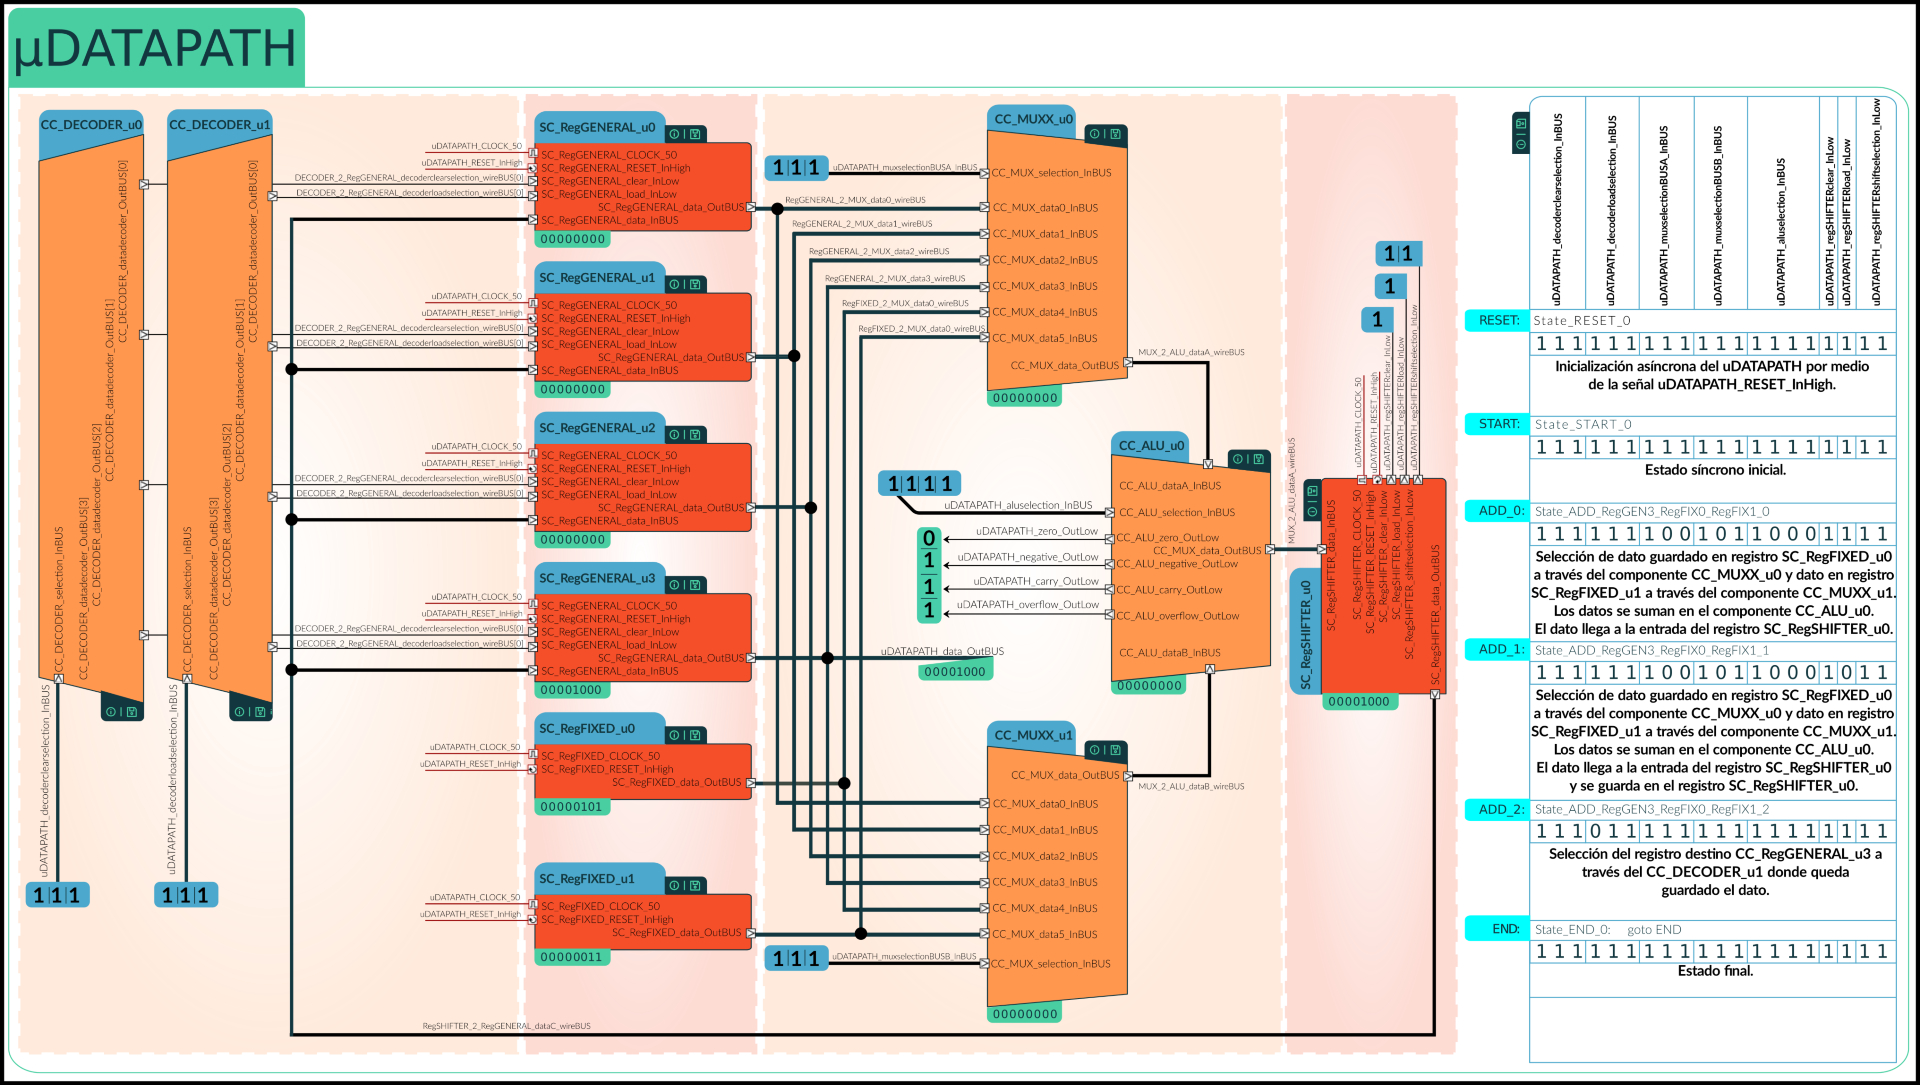 µDATAPATH
CC_DECODER_u0
CC_DECODER_datadecoder_OutBUS[0]
CC_DECODER_datadecoder_OutBUS[1]
CC_DECODER_datadecoder_OutBUS[2]
CC_DECODER_datadecoder_OutBUS[3]
CC_DECODER_selection_InBUS
uDATAPATH_decoderclearselection_InBUS
1|1|1
CC_DECODER_u1
CC_DECODER_datadecoder_OutBUS[0]
CC_DECODER_datadecoder_OutBUS[1]
CC_DECODER_datadecoder_OutBUS[2]
CC_DECODER_datadecoder_OutBUS[3]
CC_DECODER_selection_InBUS
uDATAPATH_decoderloadselection_InBUS
1|1|1
uDATAPATH_CLOCK_50
uDATAPATH_RESET_InHigh
DECODER_2_RegGENERAL_decoderclearselection_wireBUS[0]
DECODER_2_RegGENERAL_decoderloadselection_wireBUS[0]
SC_RegGENERAL_u0
SC_RegGENERAL_CLOCK_50
SC_RegGENERAL_RESET_InHigh
SC_RegGENERAL_clear_InLow
SC_RegGENERAL_load_InLow
SC_RegGENERAL_data_OutBUS
SC_RegGENERAL_data_InBUS
00000000
uDATAPATH_CLOCK_50
uDATAPATH_RESET_InHigh
DECODER_2_RegGENERAL_decoderclearselection_wireBUS[0]
DECODER_2_RegGENERAL_decoderloadselection_wireBUS[0]
SC_RegGENERAL_u1
SC_RegGENERAL_CLOCK_50
SC_RegGENERAL_RESET_InHigh
SC_RegGENERAL_clear_InLow
SC_RegGENERAL_load_InLow
SC_RegGENERAL_data_OutBUS
SC_RegGENERAL_data_InBUS
00000000
uDATAPATH_CLOCK_50
uDATAPATH_RESET_InHigh
DECODER_2_RegGENERAL_decoderclearselection_wireBUS[0]
DECODER_2_RegGENERAL_decoderloadselection_wireBUS[0]
SC_RegGENERAL_u2
SC_RegGENERAL_CLOCK_50
SC_RegGENERAL_RESET_InHigh
SC_RegGENERAL_clear_InLow
SC_RegGENERAL_load_InLow
SC_RegGENERAL_data_OutBUS
SC_RegGENERAL_data_InBUS
00000000
uDATAPATH_CLOCK_50
uDATAPATH_RESET_InHigh
DECODER_2_RegGENERAL_decoderclearselection_wireBUS[0]
DECODER_2_RegGENERAL_decoderloadselection_wireBUS[0]
SC_RegGENERAL_u3
SC_RegGENERAL_CLOCK_50
SC_RegGENERAL_RESET_InHigh
SC_RegGENERAL_clear_InLow
SC_RegGENERAL_load_InLow
SC_RegGENERAL_data_OutBUS
SC_RegGENERAL_data_InBUS
00001000
uDATAPATH_CLOCK_50
uDATAPATH_RESET_InHigh
SC_RegFIXED_u0
SC_RegFIXED_CLOCK_50
SC_RegFIXED_RESET_InHigh
SC_RegFIXED_data_OutBUS
00000101
uDATAPATH_CLOCK_50
uDATAPATH_RESET_InHigh
SC_RegFIXED_u1
SC_RegFIXED_CLOCK_50
SC_RegFIXED_RESET_InHigh
SC_RegFIXED_data_OutBUS
00000011
RegSHIFTER_2_RegGENERAL_dataC_wireBUS
1|1|1
uDATAPATH_muxselectionBUSA_InBUS
RegGENERAL_2_MUX_data0_wireBUS
RegGENERAL_2_MUX_data1_wireBUS
RegGENERAL_2_MUX_data2_wireBUS
RegGENERAL_2_MUX_data3_wireBUS
RegFIXED_2_MUX_data0_wireBUS
RegFIXED_2_MUX_data0_wireBUS
CC_MUXX_u0
CC_MUX_selection_InBUS
CC_MUX_data0_InBUS
CC_MUX_data1_InBUS
CC_MUX_data2_InBUS
CC_MUX_data3_InBUS
CC_MUX_data4_InBUS
CC_MUX_data5_InBUS
CC_MUX_data_OutBUS
00000000
MUX_2_ALU_dataA_wireBUS
1|1|1|1
uDATAPATH_aluselection_InBUS
uDATAPATH_zero_OutLow
uDATAPATH_negative_OutLow
uDATAPATH_carry_OutLow
uDATAPATH_overflow_OutLow
0
1
1
1
uDATAPATH_data_OutBUS
00001000
CC_ALU_u0
CC_ALU_dataA_InBUS
CC_ALU_selection_InBUS
CC_ALU_zero_OutLow
CC_MUX_data_OutBUS
CC_ALU_negative_OutLow
CC_ALU_carry_OutLow
CC_ALU_overflow_OutLow
CC_ALU_dataB_InBUS
00000000
CC_MUXX_u1
CC_MUX_data_OutBUS
CC_MUX_data0_InBUS
CC_MUX_data1_InBUS
CC_MUX_data2_InBUS
CC_MUX_data3_InBUS
CC_MUX_data4_InBUS
CC_MUX_data5_InBUS
CC_MUX_selection_InBUS
00000000
MUX_2_ALU_dataB_wireBUS
1|1|1
uDATAPATH_muxselectionBUSB_InBUS
MUX_2_ALU_dataA_wireBUS
1|1
1
1
uDATAPATH_CLOCK_50
uDATAPATH_RESET_InHigh
uDATAPATH_regSHIFTERclear_InLow
uDATAPATH_regSHIFTERload_InLow
uDATAPATH_regSHIFTERshiftselection_InLow
SC_RegSHIFTER_u0
SC_RegSHIFTER_data_InBUS
SC_RegSHIFTER_CLOCK_50
SC_RegSHIFTER_RESET_InHigh
SC_RegSHIFTER_clear_InLow
SC_RegSHIFTER_load_InLow
SC_RegSHIFTER_shiftselection_InLow
SC_RegSHIFTER_data_OutBUS
00001000
uDATAPATH_decoderclearselection_InBUS
uDATAPATH_decoderloadselection_InBUS
uDATAPATH_muxselectionBUSA_InBUS
uDATAPATH_muxselectionBUSB_InBUS
uDATAPATH_aluselection_InBUS
uDATAPATH_regSHIFTERclear_InLow
uDATAPATH_regSHIFTERload_InLow
uDATAPATH_regSHIFTERshiftselection_InLow
RESET: State_RESET_0
1 1 1 1 1 1 1 1 1 1 1 1 1 1 1 1 1 1 1 1
Inicialización asíncrona del uDATAPATH por medio
de la señal uDATAPATH_RESET_InHigh.
START: State_START_0
1 1 1 1 1 1 1 1 1 1 1 1 1 1 1 1 1 1 1 1
Estado síncrono inicial.
ADD_0: State_ADD_RegGEN3_RegFIX0_RegFIX1_0
1 1 1 1 1 1 1 0 0 1 0 1 1 0 0 0 1 1 1 1
Selección de dato guardado en registro SC_RegFIXED_u0
a través del componente CC_MUXX_u0 y dato en registro
SC_RegFIXED_u1 a través del componente CC_MUXX_u1.
Los datos se suman en el componente CC_ALU_u0.
El dato llega a la entrada del registro SC_RegSHIFTER_u0.
ADD_1: State_ADD_RegGEN3_RegFIX0_RegFIX1_1
1 1 1 1 1 1 1 0 0 1 0 1 1 0 0 0 1 0 1 1
Selección de dato guardado en registro SC_RegFIXED_u0
a través del componente CC_MUXX_u0 y dato en registro
SC_RegFIXED_u1 a través del componente CC_MUXX_u1.
Los datos se suman en el componente CC_ALU_u0.
El dato llega a la entrada del registro SC_RegSHIFTER_u0
y se guarda en el registro SC_RegSHIFTER_u0.
ADD_2: State_ADD_RegGEN3_RegFIX0_RegFIX1_2
1 1 1 0 1 1 1 1 1 1 1 1 1 1 1 1 1 1 1 1
Selección del registro destino CC_RegGENERAL_u3 a
través del CC_DECODER_u1 donde queda
guardado el dato.
END: State_END_0: goto END
1 1 1 1 1 1 1 1 1 1 1 1 1 1 1 1 1 1 1 1
Estado final.